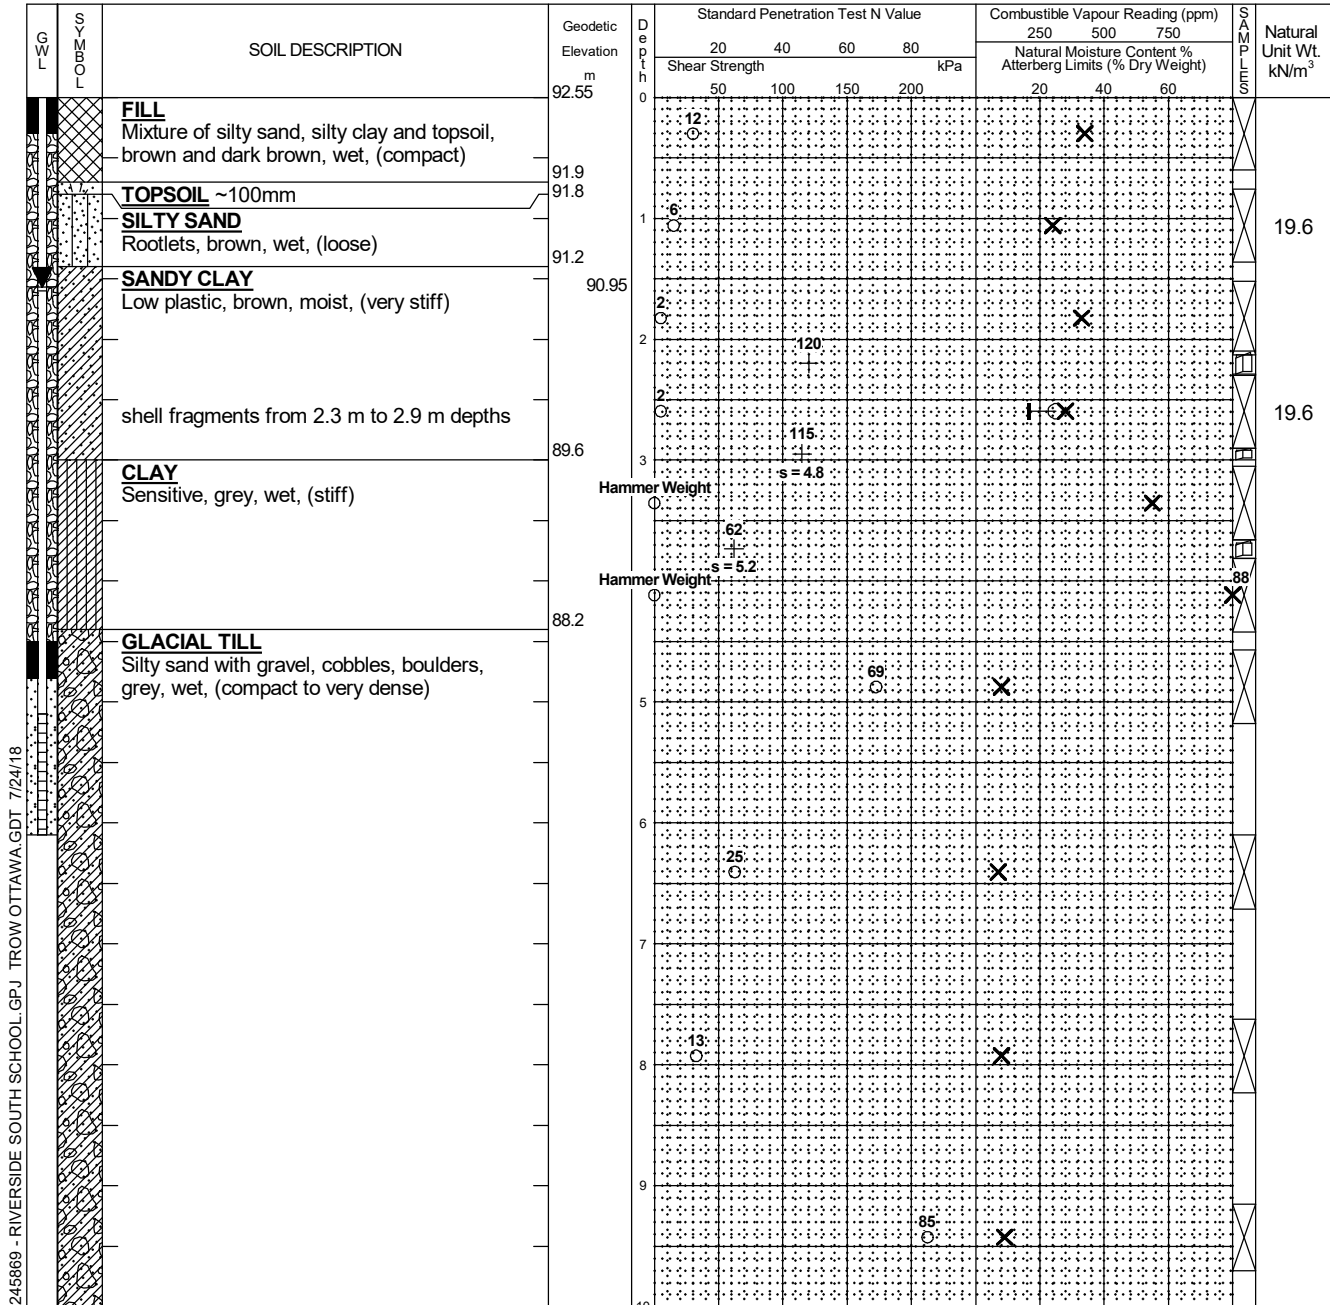 GWL
SYMBOL
SOIL DESCRIPTION
Geodetic
Elevation
m
92.55
Depth
Standard Penetration Test N Value
20 40 60 80
Shear Strength kPa
50 100 150 200
Combustible Vapour Reading (ppm)
250 500 750
Natural Moisture Content %
Atterberg Limits (% Dry Weight)
20 40 60
SAMPLES
Natural
Unit Wt.
kN/m³
0
FILL
Mixture of silty sand, silty clay and topsoil,
brown and dark brown, wet, (compact)
12
91.9
TOPSOIL ~100mm
91.8
SILTY SAND
Rootlets, brown, wet, (loose)
6
1
19.6
91.2
SANDY CLAY
Low plastic, brown, moist, (very stiff)
90.95
2
2
120
shell fragments from 2.3 m to 2.9 m depths
2
19.6
115
89.6
3
s = 4.8
CLAY
Sensitive, grey, wet, (stiff)
Hammer Weight
62
s = 5.2
Hammer Weight
88
88.2
GLACIAL TILL
Silty sand with gravel, cobbles, boulders,
grey, wet, (compact to very dense)
69
5
6
25
7
13
8
9
85
10
245869 - RIVERSIDE SOUTH SCHOOL.GPJ TROW OTTAWA.GDT 7/24/18